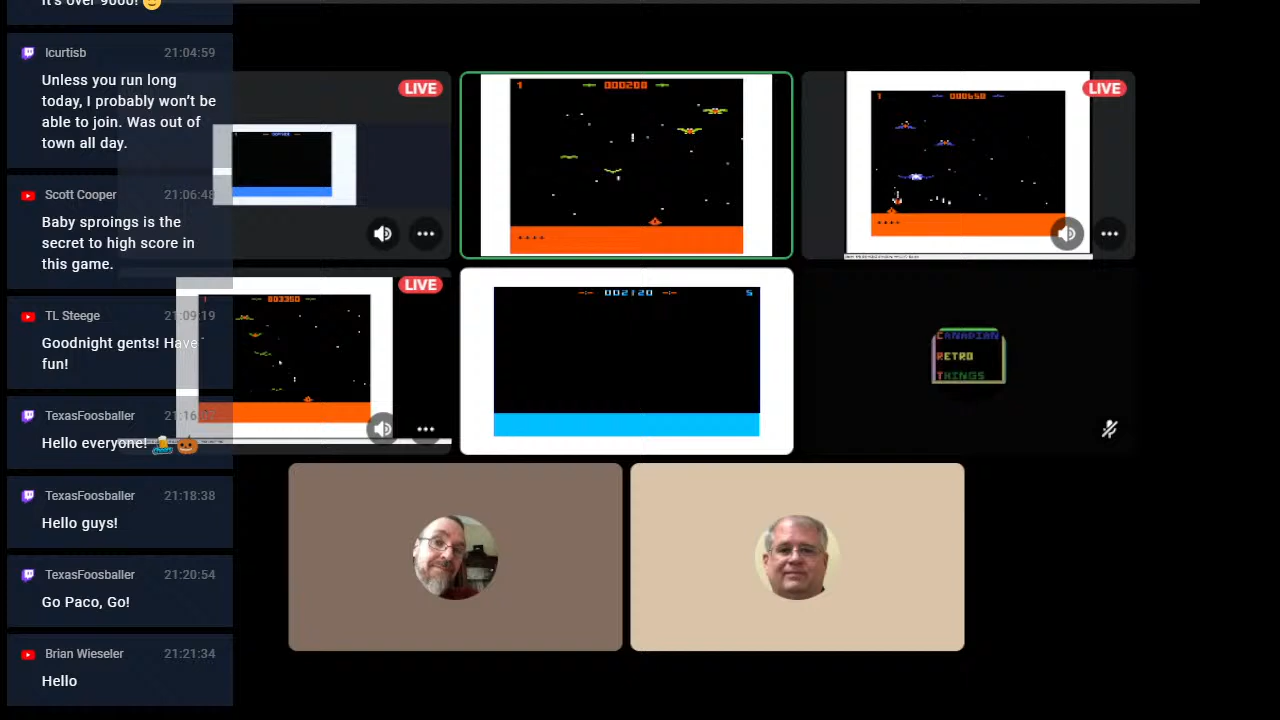 It's over 9000! 😊
lcurtisb 21:04:59
Unless you run long
today, I probably won't be
able to join. Was out of
town all day.
Scott Cooper 21:06:48
Baby sproings is the
secret to high score in
this game.
TL Steege 21:09:19
Goodnight gents! Have
fun!
TexasFoosballer
Hello everyone! 🍻🎃
TexasFoosballer 21:18:38
Hello guys!
TexasFoosballer 21:20:54
Go Paco, Go!
Brian Wieseler 21:21:34
Hello
LIVE
1 000200
LIVE
1 000650
LIVE
1 003350
002120 5
CANADIAN
RETRO
THINGS